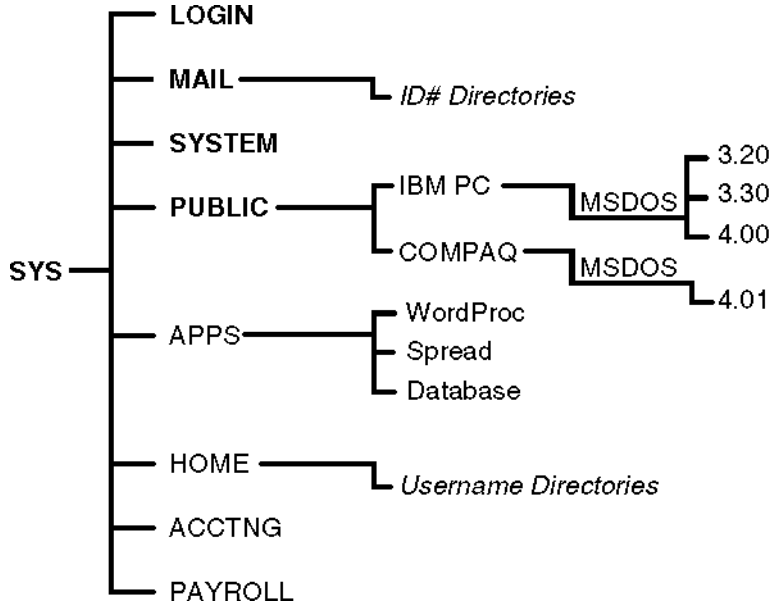 LOGIN
MAIL
ID# Directories
SYSTEM
3.20
IBM PC
MSDOS
3.30
PUBLIC
4.00
COMPAQ
MSDOS
SYS
4.01
WordProc
APPS
Spread
Database
HOME
Username Directories
ACCTNG
PAYROLL